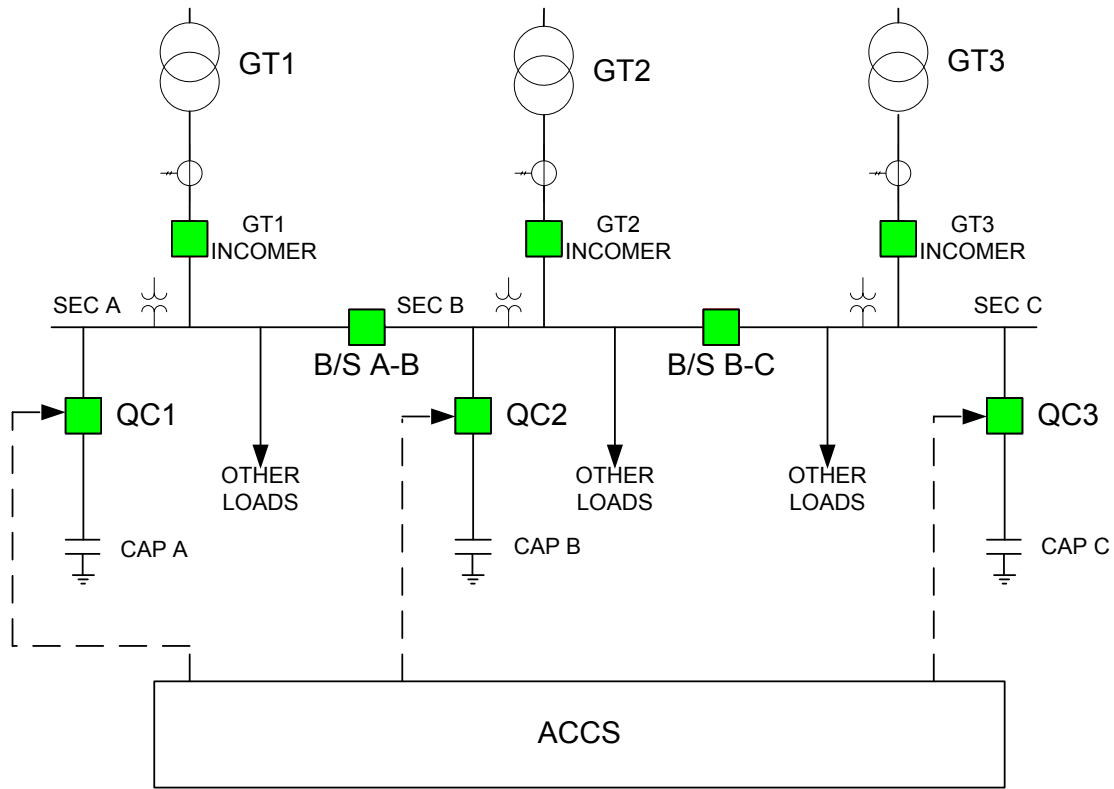 GT1
GT2
GT3
GT1
INCOMER
GT2
INCOMER
GT3
INCOMER
SEC A
SEC B
SEC C
B/S A-B
B/S B-C
QC1
QC2
QC3
OTHER
LOADS
OTHER
LOADS
OTHER
LOADS
CAP A
CAP B
CAP C
ACCS